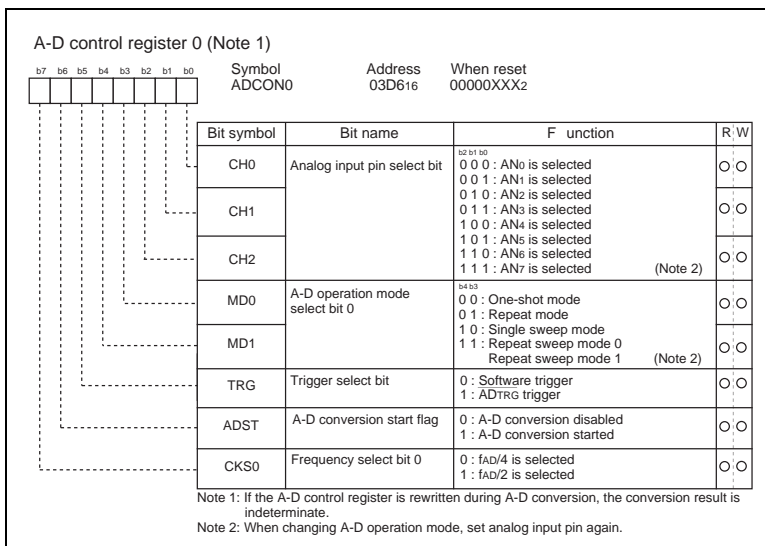 A-D control register 0 (Note 1)
b7 b6 b5 b4 b3 b2 b1 b0
Symbol Address When reset
ADCON0 03D616 00000XXX2
Bit symbol Bit name F unction R W
CH0 Analog input pin select bit
b2 b1 b0
0 0 0 : AN0 is selected
0 0 1 : AN1 is selected
0 1 0 : AN2 is selected
0 1 1 : AN3 is selected
1 0 0 : AN4 is selected
1 0 1 : AN5 is selected
1 1 0 : AN6 is selected
1 1 1 : AN7 is selected (Note 2)
CH1
CH2
MD0 A-D operation mode
select bit 0
b4 b3
0 0 : One-shot mode
0 1 : Repeat mode
1 0 : Single sweep mode
1 1 : Repeat sweep mode 0
Repeat sweep mode 1 (Note 2)
MD1
TRG Trigger select bit 0 : Software trigger
1 : ADTRG trigger
ADST A-D conversion start flag 0 : A-D conversion disabled
1 : A-D conversion started
CKS0 Frequency select bit 0 0 : fAD/4 is selected
1 : fAD/2 is selected
Note 1: If the A-D control register is rewritten during A-D conversion, the conversion result is
indeterminate.
Note 2: When changing A-D operation mode, set analog input pin again.